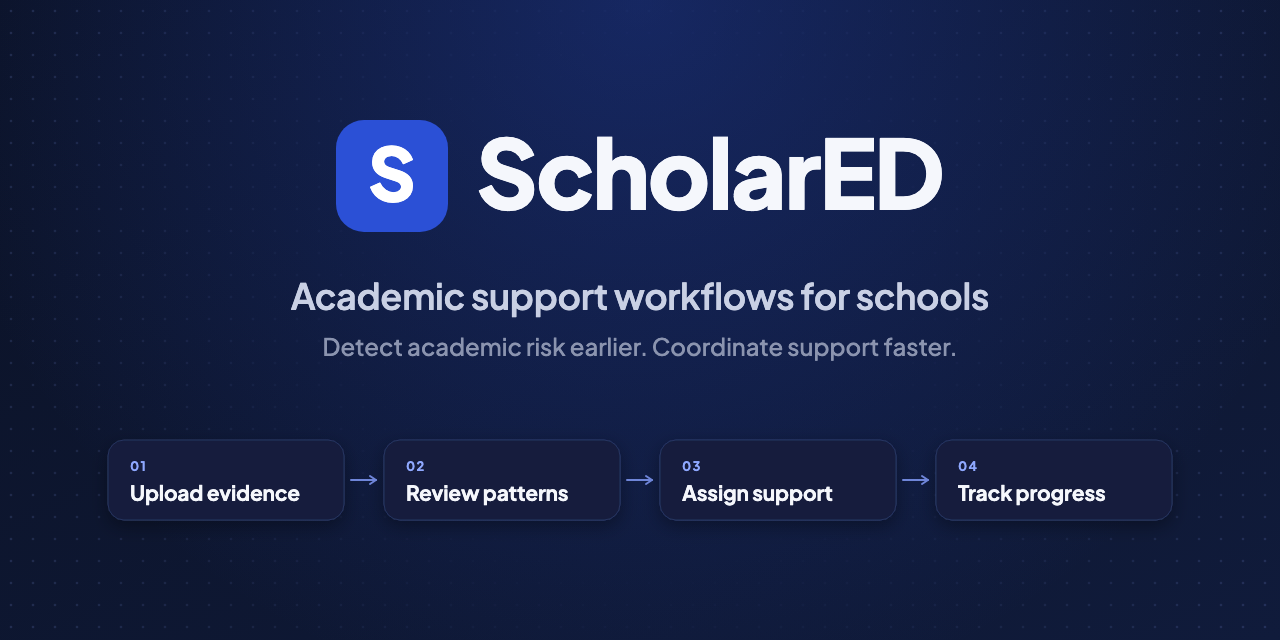 S
ScholarED
Academic support workflows for schools
Detect academic risk earlier. Coordinate support faster.
01
Upload evidence
02
Review patterns
03
Assign support
04
Track progress